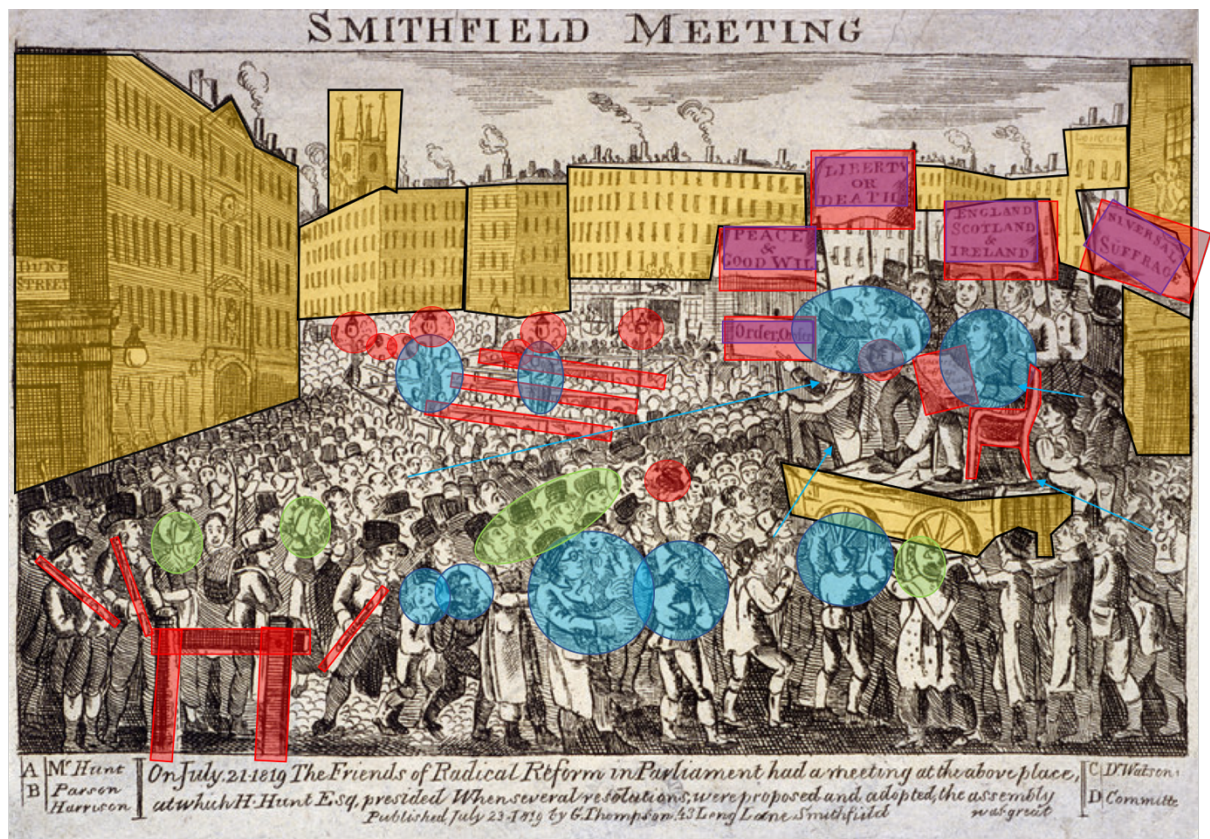 SMITHFIELD MEETING
LIBERTY
OR
DEATH
PEACE
&
GOOD WILL
ENGLAND
SCOTLAND
&
IRELAND
UNIVERSAL
SUFFRAGE
DUKE
STREET
Order, Order
C
B
A Mr Hunt
B Parson
Harrison
On July. 21. 1819 The Friends of Radical Reform in Parliament had a meeting at the above place,
at which H. Hunt Esq, presided When several resolutions, were proposed and adopted, the assembly
was great
Published July 23. 1819 by G. Thompson. 43 Long Lane Smithfield
C Dr Watson.
D Committe